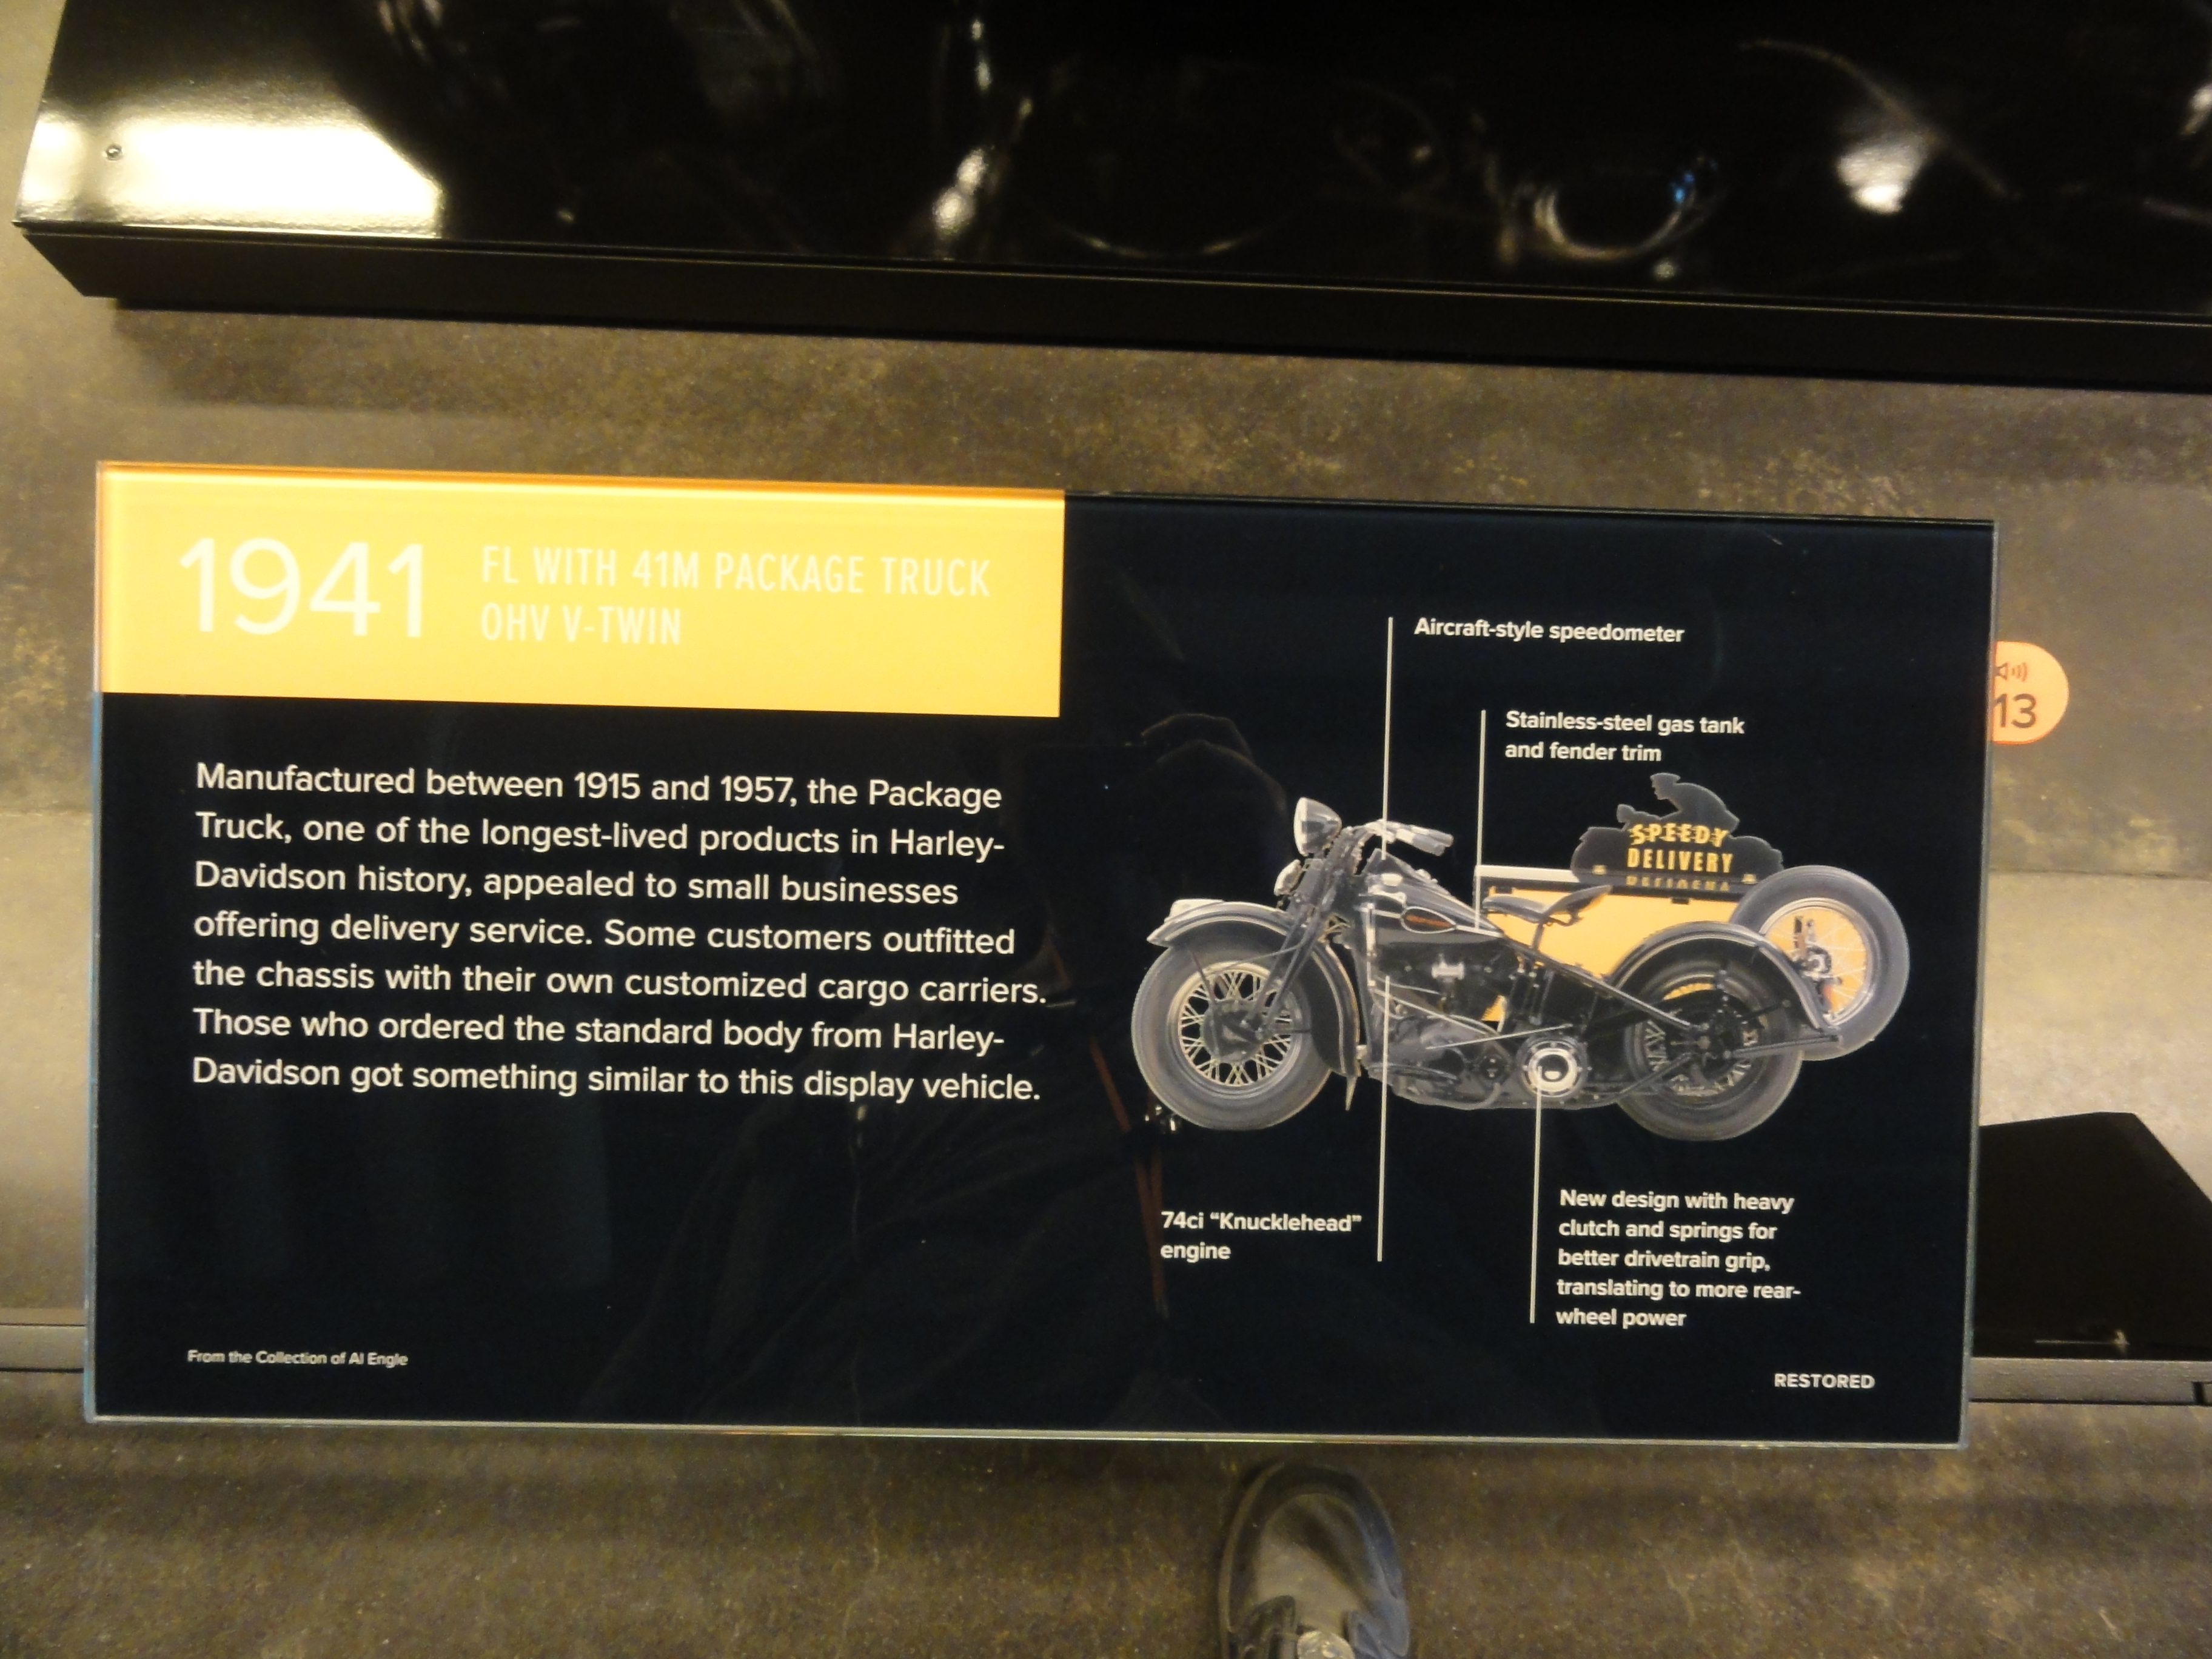 1941
FL WITH 41M PACKAGE TRUCK
OHV V-TWIN
Manufactured between 1915 and 1957, the Package
Truck, one of the longest-lived products in Harley-
Davidson history, appealed to small businesses
offering delivery service. Some customers outfitted
the chassis with their own customized cargo carriers.
Those who ordered the standard body from Harley-
Davidson got something similar to this display vehicle.
From the Collection of Al Engle
Aircraft-style speedometer
Stainless-steel gas tank
and fender trim
SPEEDY
DELIVERY
74ci “Knucklehead”
engine
New design with heavy
clutch and springs for
better drivetrain grip,
translating to more rear-
wheel power
RESTORED
13